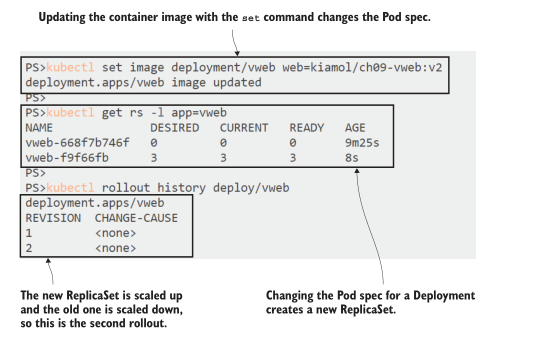 Updating the container image with the set command changes the Pod spec.
PS>kubectl set image deployment/vweb web=kiamol/ch09-vweb:v2
deployment.apps/vweb image updated
PS>
PS>kubectl get rs -l app=vweb
NAME DESIRED CURRENT READY AGE
vweb-668f7b746f 0 0 0 9m25s
vweb-f9f66fb 3 3 3 8s
PS>
PS>kubectl rollout history deploy/vweb
deployment.apps/vweb
REVISION CHANGE-CAUSE
1 <none>
2 <none>
The new ReplicaSet is scaled up
and the old one is scaled down,
so this is the second rollout.
Changing the Pod spec for a Deployment
creates a new ReplicaSet.